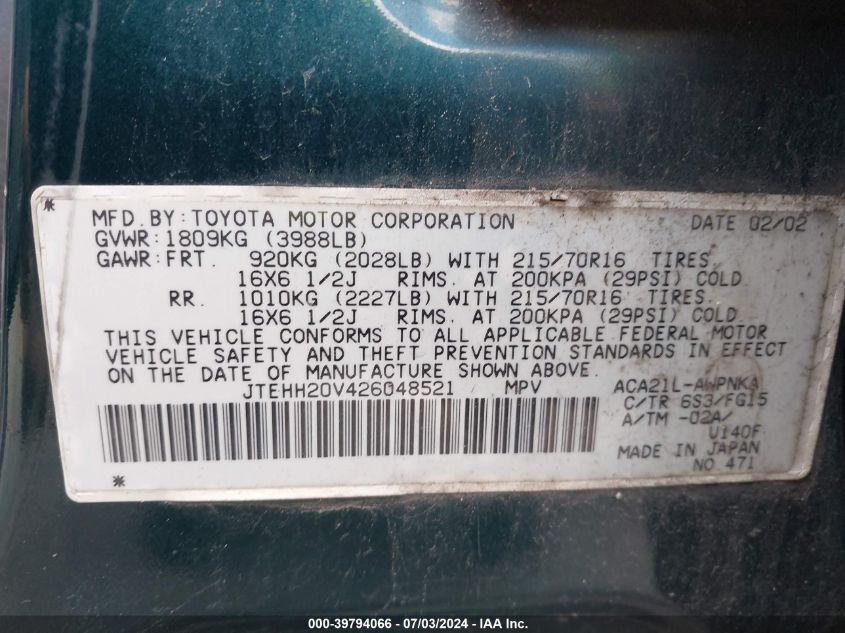 * MFD.BY:TOYOTA MOTOR CORPORATION DATE 02/02
GVWR:1809KG (3988LB)
GAWR:FRT. 920KG (2028LB) WITH 215/70R16 TIRES
16X6 1/2J RIMS. AT 200KPA (29PSI) COLD
RR. 1010KG (2227LB) WITH 215/70R16 TIRES.
16X6 1/2J RIMS. AT 200KPA (29PSI) COLD
THIS VEHICLE CONFORMS TO ALL APPLICABLE FEDERAL MOTOR
VEHICLE SAFETY AND THEFT PREVENTION STANDARDS IN EFFECT
ON THE DATE OF MANUFACTURE SHOWN ABOVE.
JTEHH20V426048521 MPV ACA21L-AWPNKA
C/TR 6S3/FG15
A/TM -02A/
U140F
MADE IN JAPAN
* NO 471
000-39794066 - 07/03/2024 - IAA Inc.